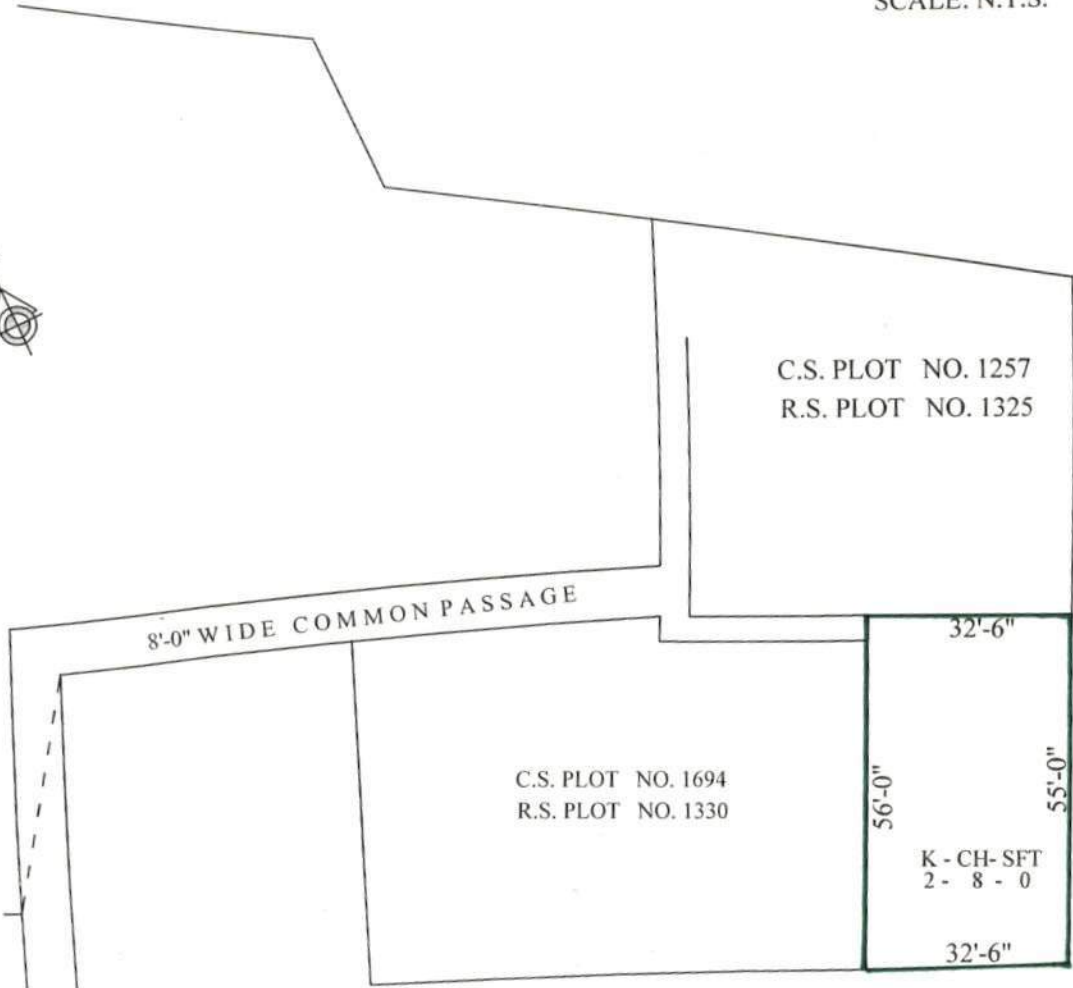 SCALE: N.T.S.
C.S. PLOT NO. 1257
R.S. PLOT NO. 1325
8'-0" WIDE COMMON PASSAGE
32'-6"
C.S. PLOT NO. 1694
R.S. PLOT NO. 1330
56'-0"
55'-0"
K - CH- SFT
2 - 8 - 0
32'-6"